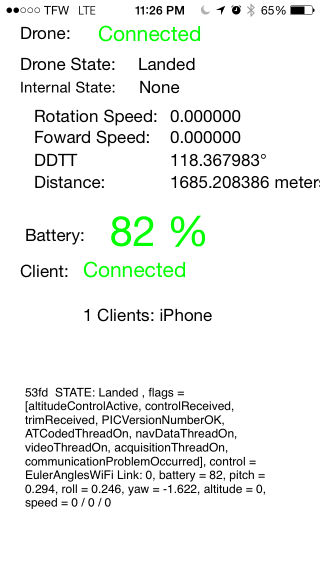 TFW LTE 11:26 PM 65%
Drone: Connected
Drone State: Landed
Internal State: None
Rotation Speed: 0.000000
Foward Speed: 0.000000
DDTT 118.367983°
Distance: 1685.208386 meters
Battery: 82 %
Client: Connected
1 Clients: iPhone
53fd STATE: Landed , flags =
[altitudeControlActive, controlReceived,
trimReceived, PICVersionNumberOK,
ATCodedThreadOn, navDataThreadOn,
videoThreadOn, acquisitionThreadOn,
communicationProblemOccurred], control =
EulerAnglesWiFi Link: 0, battery = 82, pitch =
0.294, roll = 0.246, yaw = -1.622, altitude = 0,
speed = 0 / 0 / 0